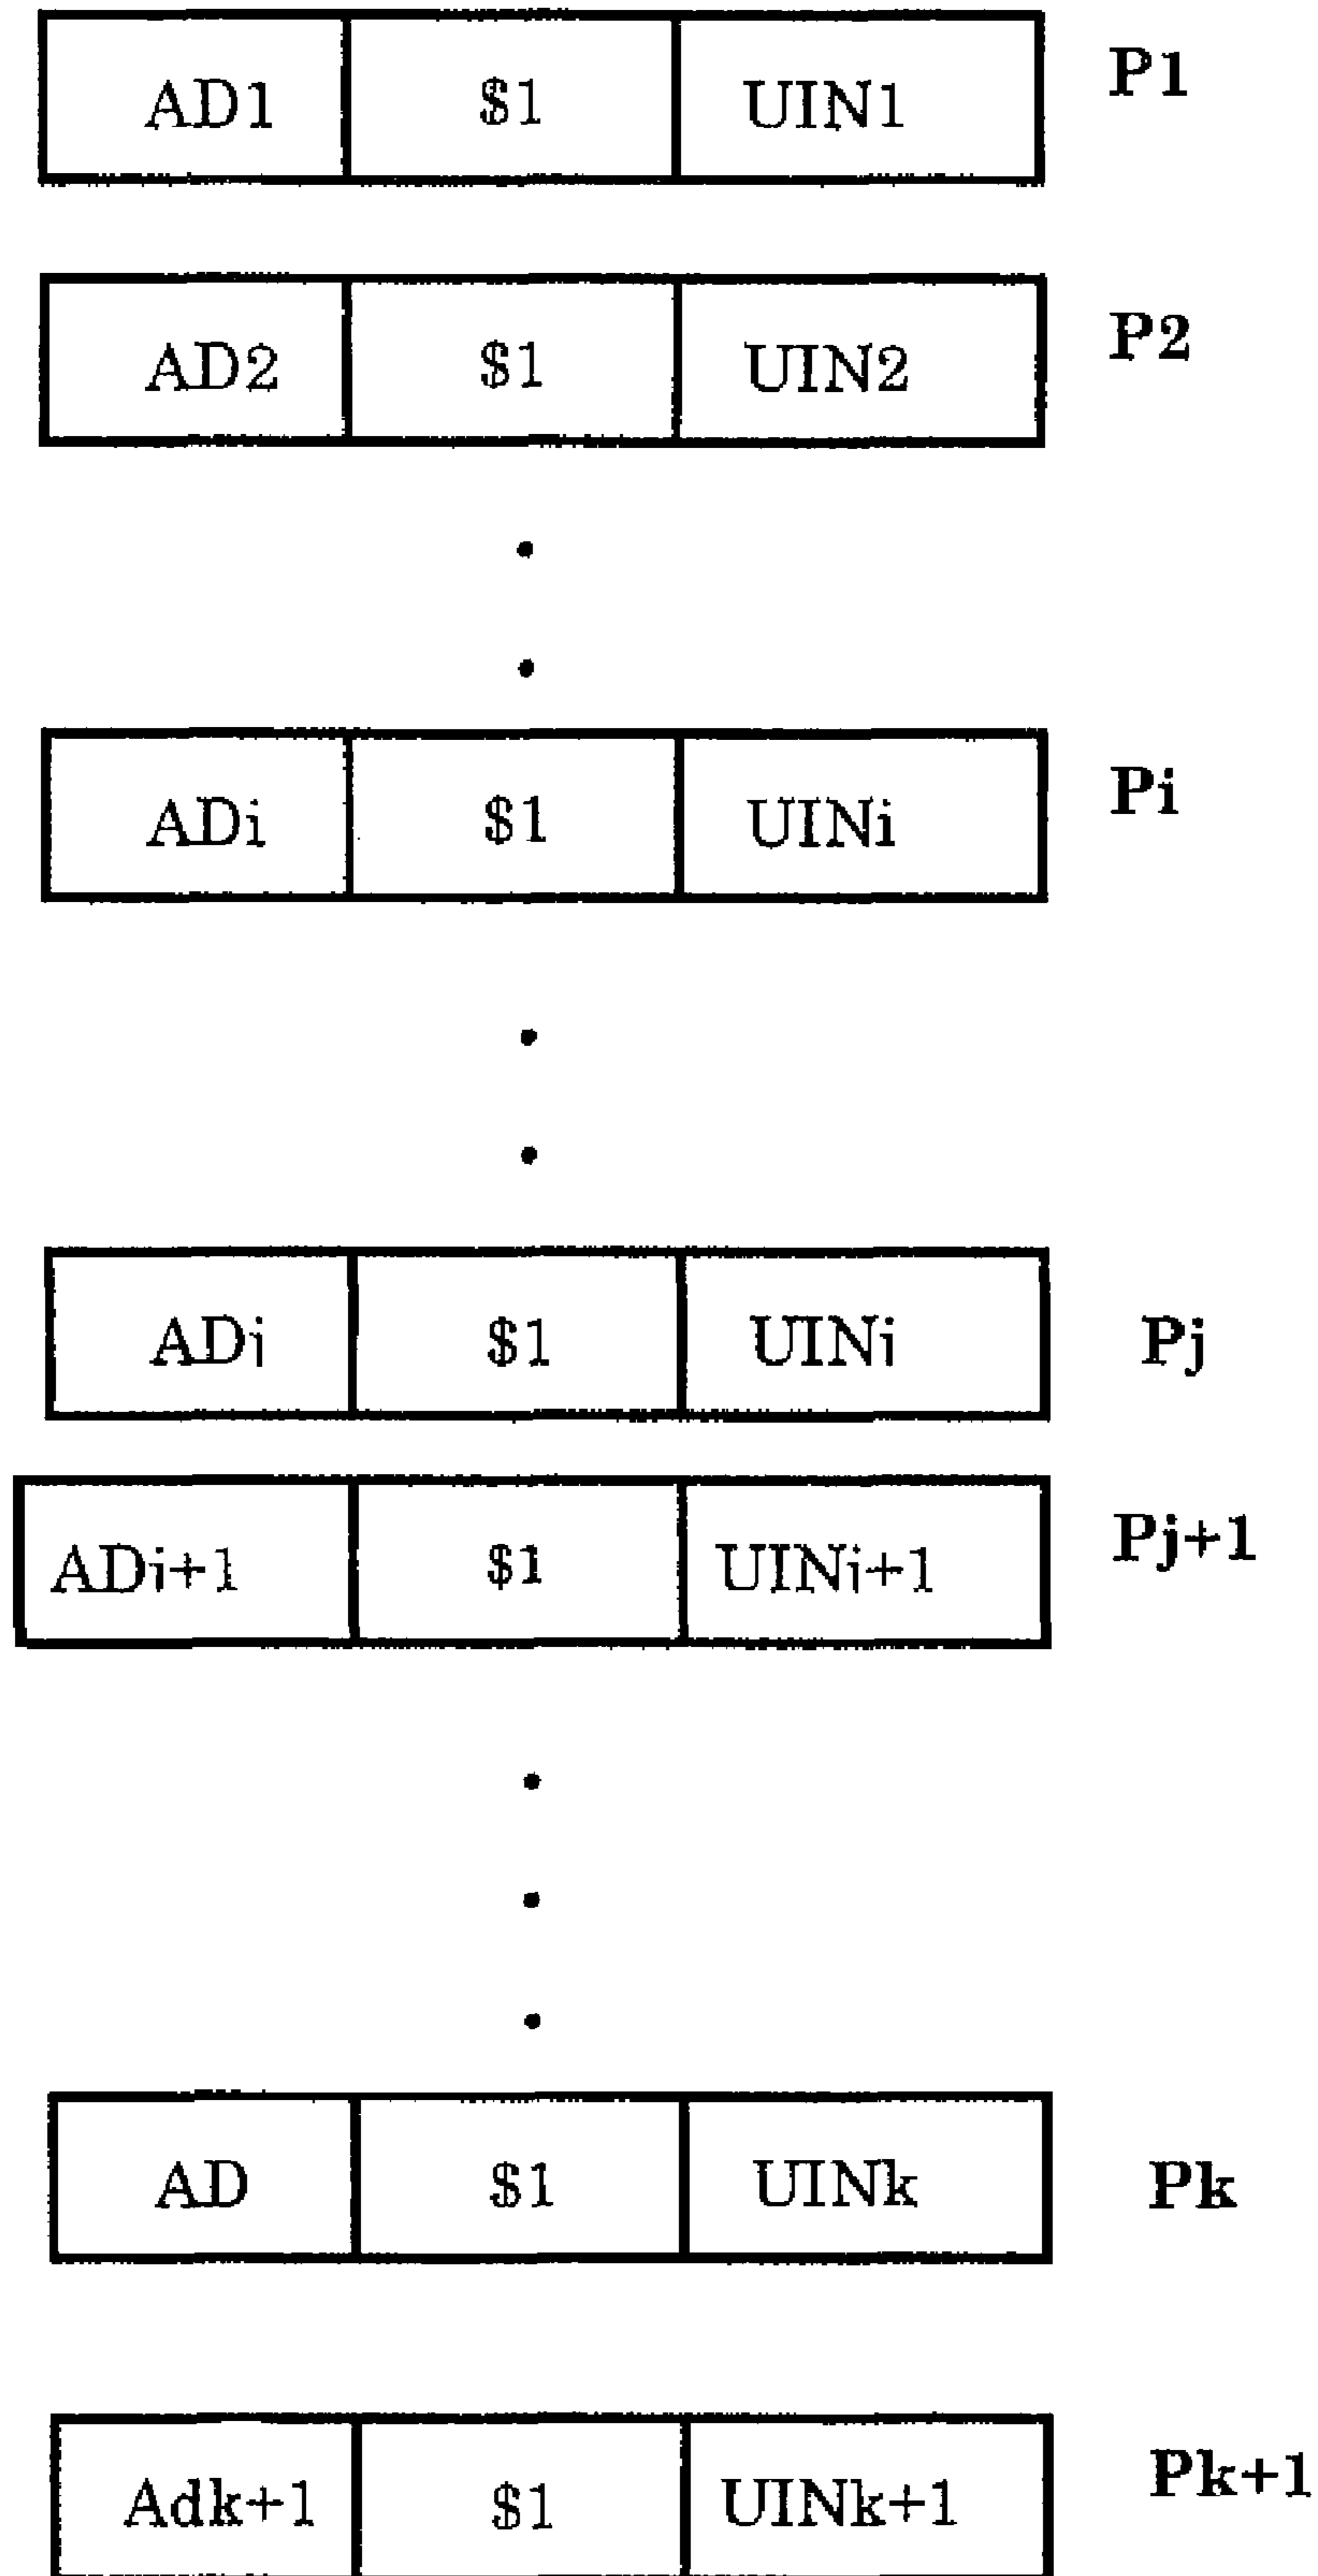 AD1 $1 UIN1 P1
AD2 $1 UIN2 P2
ADi $1 UINi Pi
ADi $1 UINi Pj
ADi+1 $1 UINi+1 Pj+1
AD $1 UINk Pk
Adk+1 $1 UINk+1 Pk+1